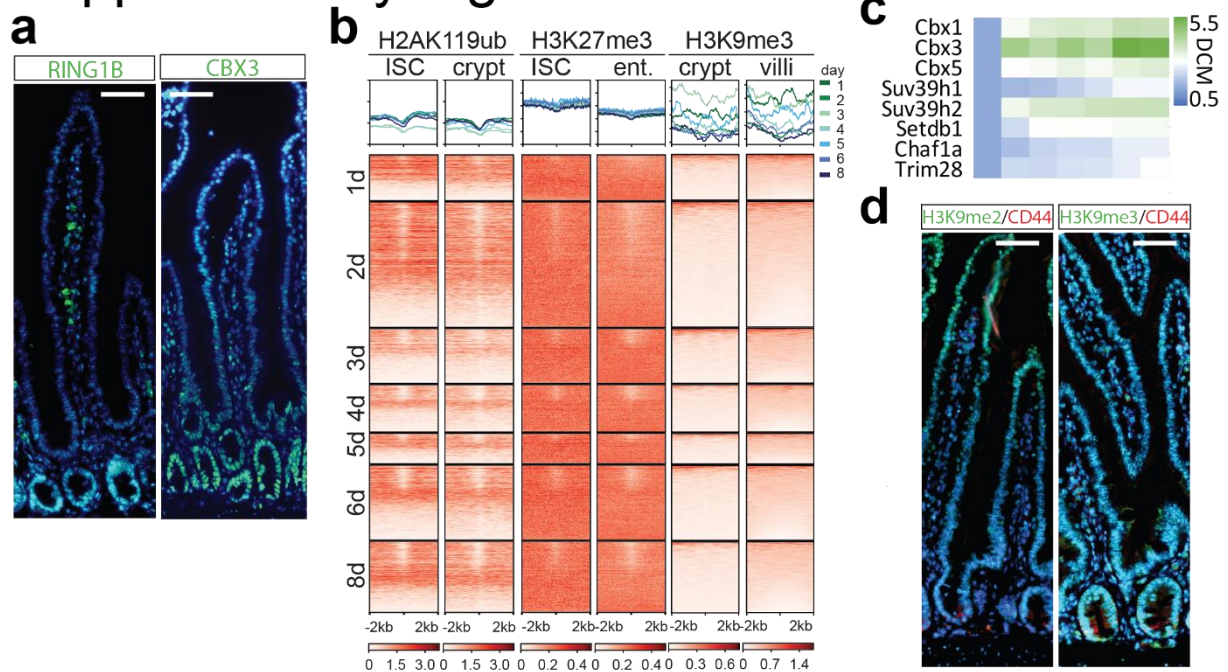 a
RING1B CBX3
b
H2AK119ub H3K27me3 H3K9me3
ISC crypt ISC ent. crypt villi
day
1
2
3
4
5
6
8
1d
2d
3d
4d
5d
6d
8d
-2kb 2kb -2kb 2kb -2kb 2kb -2kb 2kb -2kb 2kb -2kb 2kb
0 1.5 3.0 0 1.5 3.0 0 0.2 0.4 0 0.2 0.4 0 0.3 0.6 0 0.7 1.4
c
Cbx1
Cbx3
Cbx5
Suv39h1
Suv39h2
Setdb1
Chaf1a
Trim28
5.5
DCM
0.5
d
H3K9me2/CD44 H3K9me3/CD44